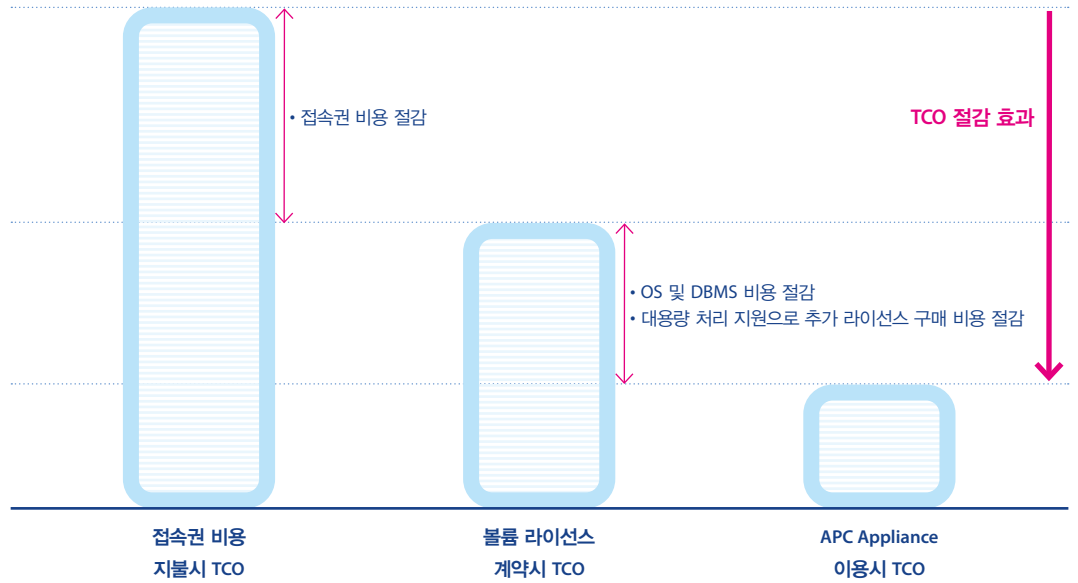 • 접속권 비용 절감
TCO 절감 효과
• OS 및 DBMS 비용 절감
• 대용량 처리 지원으로 추가 라이선스 구매 비용 절감
접속권 비용
지불시 TCO
볼륨 라이선스
계약시 TCO
APC Appliance
이용시 TCO